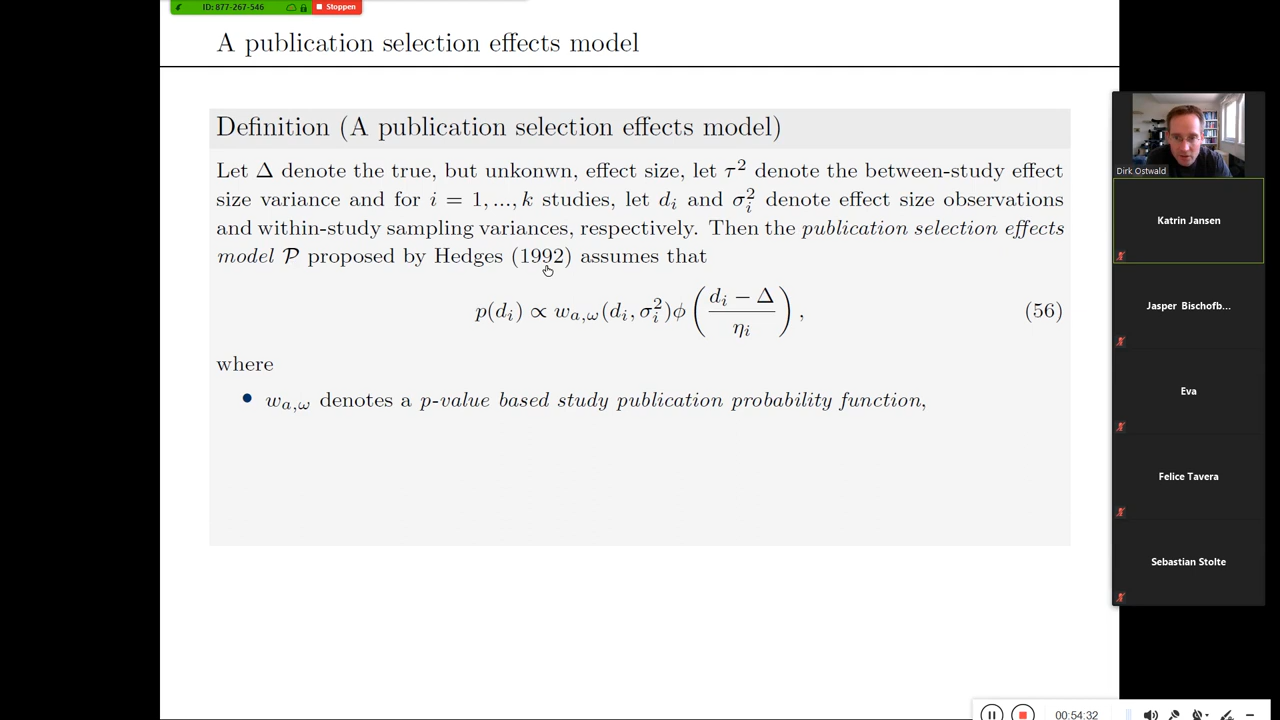 ID: 877-267-546 Stoppen
A publication selection effects model
Definition (A publication selection effects model)
Let Δ denote the true, but unkonwn, effect size, let τ² denote the between-study effect
size variance and for i = 1, ..., k studies, let dᵢ and σᵢ² denote effect size observations
and within-study sampling variances, respectively. Then the publication selection effects
model 𝒫 proposed by Hedges (1992) assumes that
p(dᵢ) ∝ w_{a,ω}(dᵢ, σᵢ²)ϕ((dᵢ − Δ)/ηᵢ), (56)
where
• w_{a,ω} denotes a p-value based study publication probability function,
Dirk Ostwald
Katrin Jansen
Jasper Bischofb...
Eva
Felice Tavera
Sebastian Stolte
00:54:32